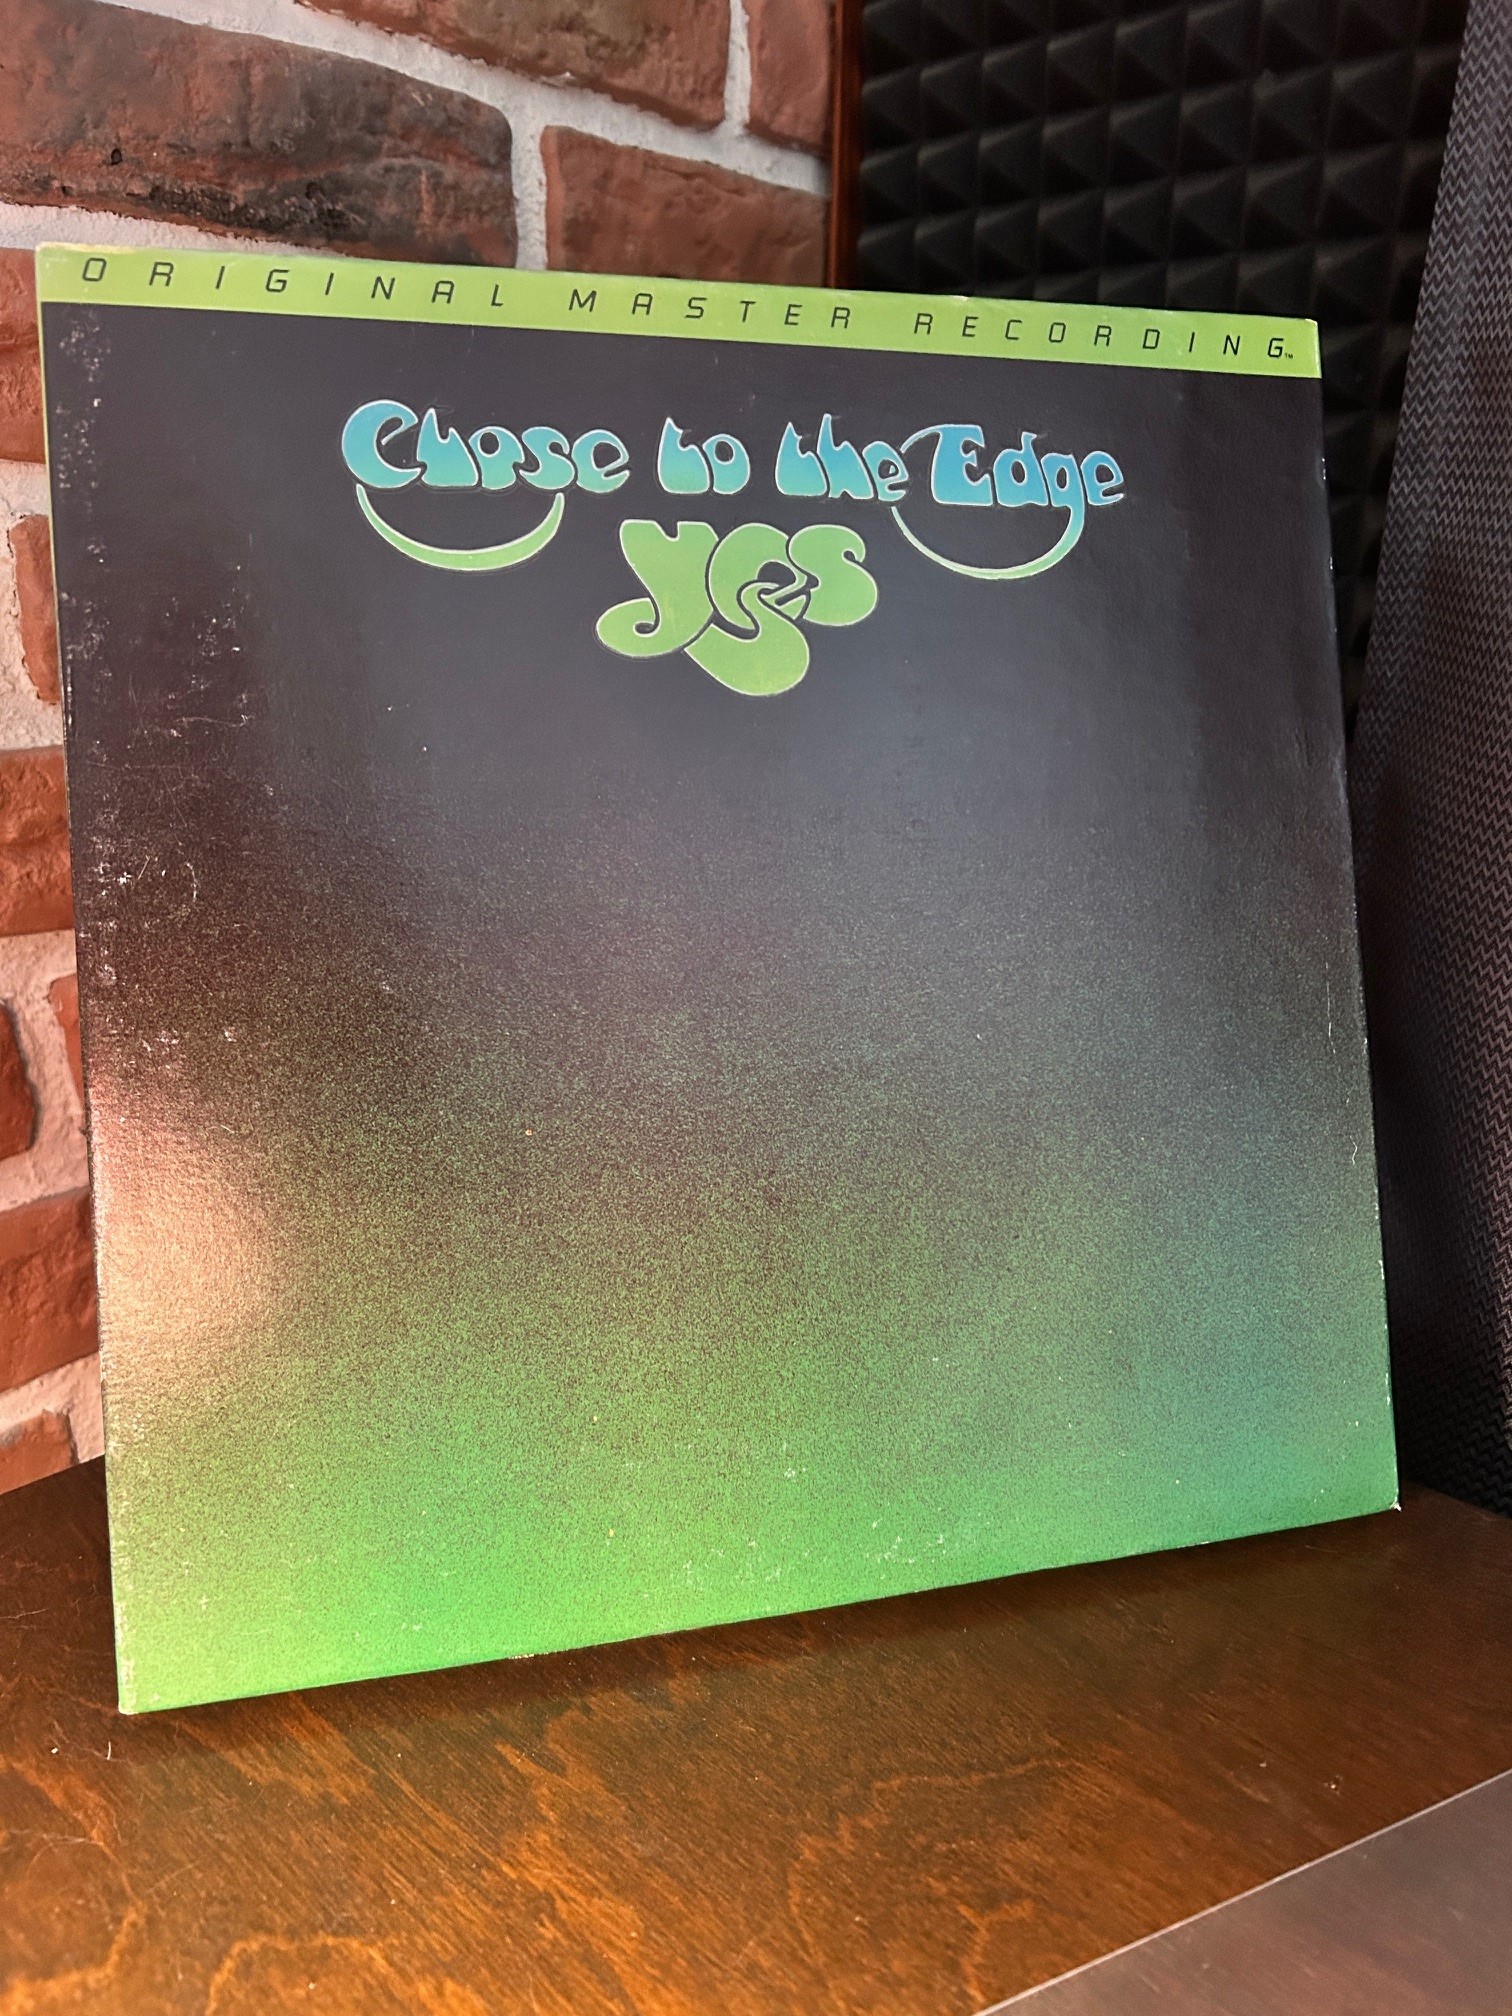 ORIGINAL MASTER RECORDING™
Close to the Edge
yes